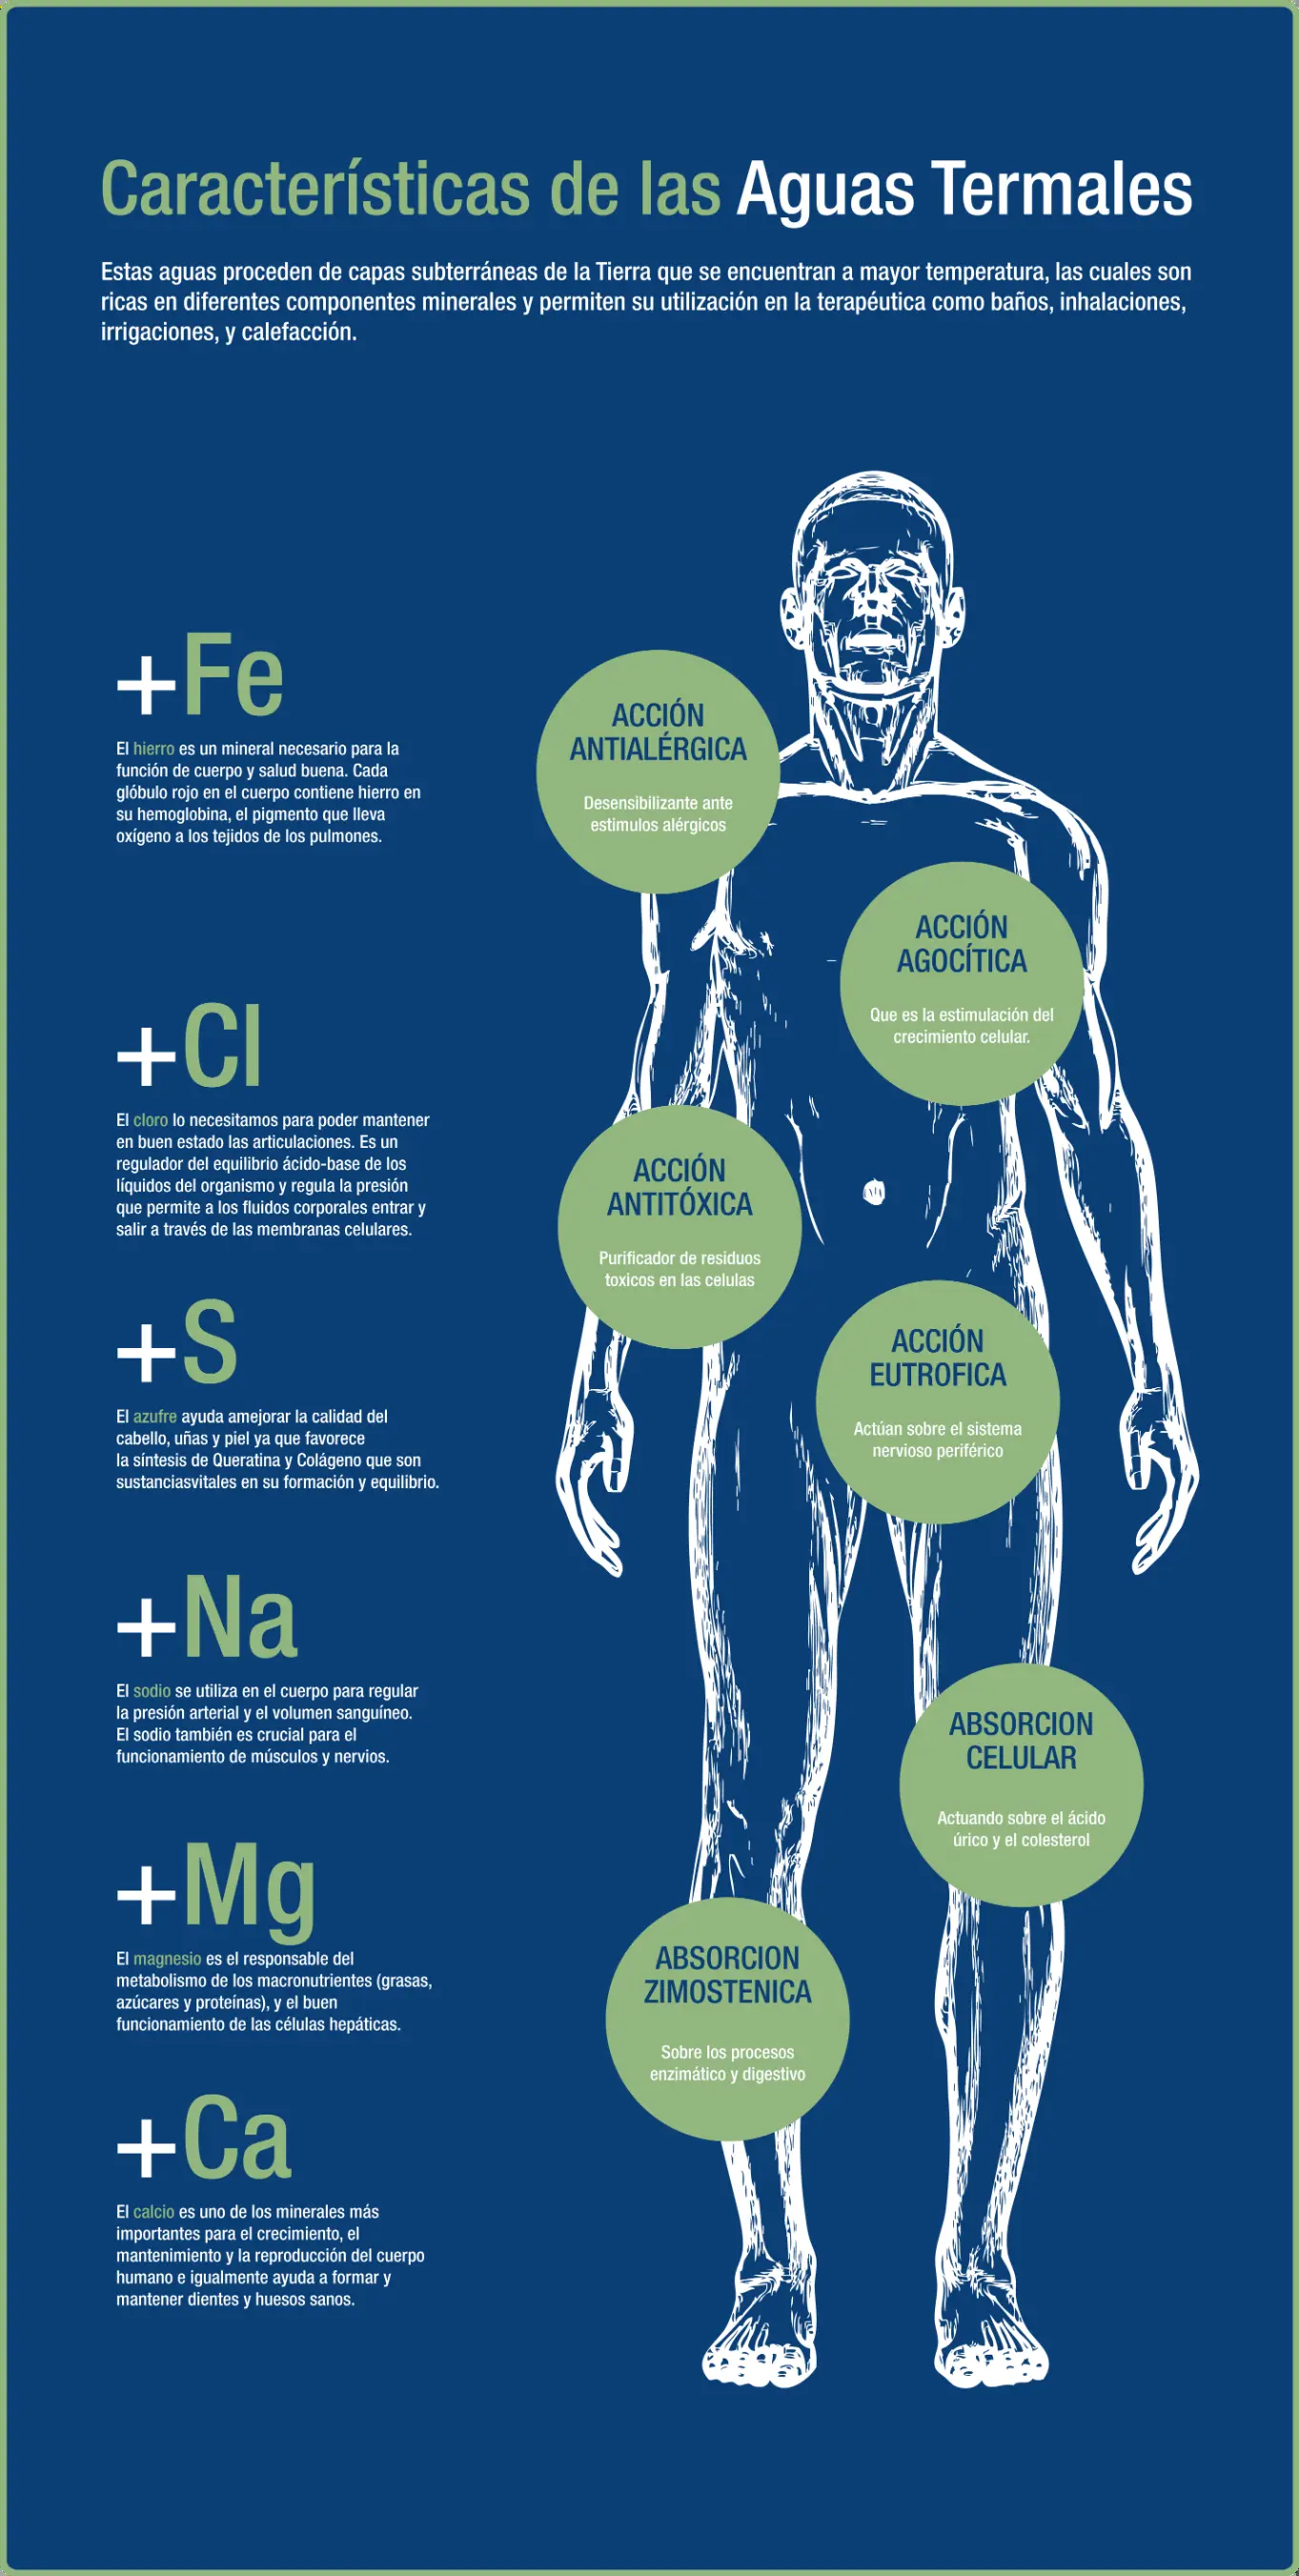 Características de las Aguas Termales
Estas aguas proceden de capas subterráneas de la Tierra que se encuentran a mayor temperatura, las cuales son
ricas en diferentes componentes minerales y permiten su utilización en la terapéutica como baños, inhalaciones,
irrigaciones, y calefacción.
+Fe
El hierro es un mineral necesario para la
función de cuerpo y salud buena. Cada
glóbulo rojo en el cuerpo contiene hierro en
su hemoglobina, el pigmento que lleva
oxígeno a los tejidos de los pulmones.
+Cl
El cloro lo necesitamos para poder mantener
en buen estado las articulaciones. Es un
regulador del equilibrio ácido-base de los
líquidos del organismo y regula la presión
que permite a los fluidos corporales entrar y
salir a través de las membranas celulares.
+S
El azufre ayuda amejorar la calidad del
cabello, uñas y piel ya que favorece
la síntesis de Queratina y Colágeno que son
sustanciasvitales en su formación y equilibrio.
+Na
El sodio se utiliza en el cuerpo para regular
la presión arterial y el volumen sanguíneo.
El sodio también es crucial para el
funcionamiento de músculos y nervios.
+Mg
El magnesio es el responsable del
metabolismo de los macronutrientes (grasas,
azúcares y proteínas), y el buen
funcionamiento de las células hepáticas.
+Ca
El calcio es uno de los minerales más
importantes para el crecimiento, el
mantenimiento y la reproducción del cuerpo
humano e igualmente ayuda a formar y
mantener dientes y huesos sanos.
ACCIÓN
ANTIALÉRGICA
Desensibilizante ante
estimulos alérgicos
ACCIÓN
AGOCÍTICA
Que es la estimulación del
crecimiento celular.
ACCIÓN
ANTITÓXICA
Purificador de residuos
toxicos en las celulas
ACCIÓN
EUTROFICA
Actúan sobre el sistema
nervioso periférico
ABSORCION
CELULAR
Actuando sobre el ácido
úrico y el colesterol
ABSORCION
ZIMOSTENICA
Sobre los procesos
enzimático y digestivo